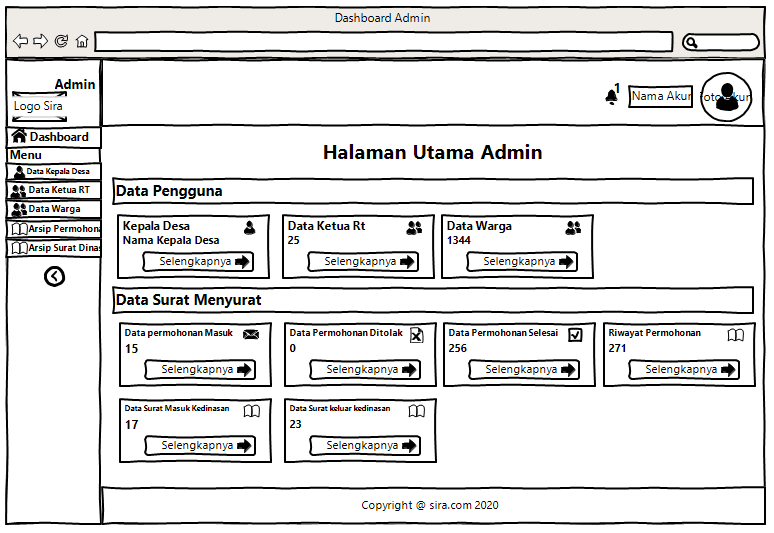 Dashboard Admin
Admin
Logo Sira
1
Nama Akun
Foto Akun
Dashboard
Menu
Data Kepala Desa
Data Ketua RT
Data Warga
Arsip Permohona
Arsip Surat Dinas
Halaman Utama Admin
Data Pengguna
Kepala Desa
Nama Kepala Desa
Selengkapnya
Data Ketua Rt
25
Selengkapnya
Data Warga
1344
Selengkapnya
Data Surat Menyurat
Data permohonan Masuk
15
Selengkapnya
Data Permohonan Ditolak
0
Selengkapnya
Data Permohonan Selesai
256
Selengkapnya
Riwayat Permohonan
271
Selengkapnya
Data Surat Masuk Kedinasan
17
Selengkapnya
Data Surat keluar kedinasan
23
Selengkapnya
Copyright @ sira.com 2020